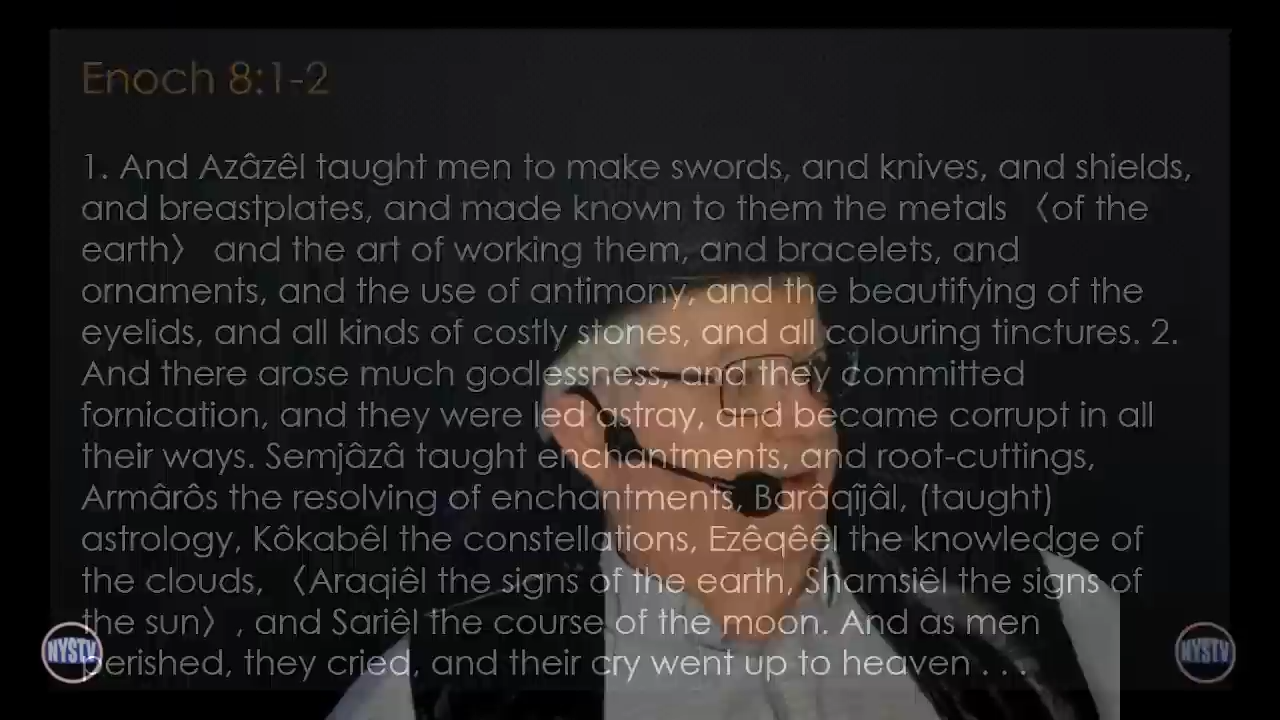 Enoch 8:1-2
1. And Azâzêl taught men to make swords, and knives, and shields,
and breastplates, and made known to them the metals 〈of the
earth〉 and the art of working them, and bracelets, and
ornaments, and the use of antimony, and the beautifying of the
eyelids, and all kinds of costly stones, and all colouring tinctures. 2.
And there arose much godlessness, and they committed
fornication, and they were led astray, and became corrupt in all
their ways. Semjâzâ taught enchantments, and root-cuttings,
Armârôs the resolving of enchantments, Barâqîjâl, (taught)
astrology, Kôkabêl the constellations, Ezêqêêl the knowledge of
the clouds, 〈Araqiêl the signs of the earth, Shamsiêl the signs of
the sun〉, and Sariêl the course of the moon. And as men
perished, they cried, and their cry went up to heaven . . .
NYSTV
NYSTV